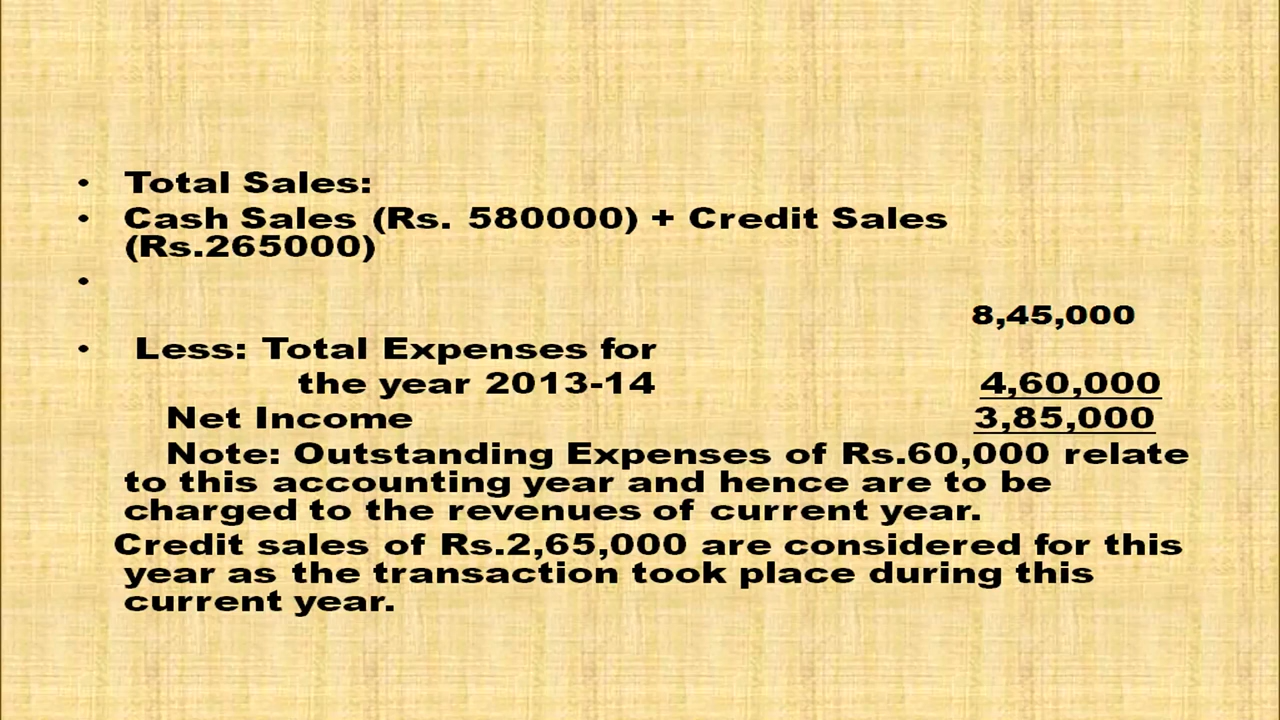 • Total Sales:
• Cash Sales (Rs. 580000) + Credit Sales
(Rs.265000)
•
8,45,000
• Less: Total Expenses for
the year 2013-14 4,60,000
Net Income 3,85,000
Note: Outstanding Expenses of Rs.60,000 relate
to this accounting year and hence are to be
charged to the revenues of current year.
Credit sales of Rs.2,65,000 are considered for this
year as the transaction took place during this
current year.